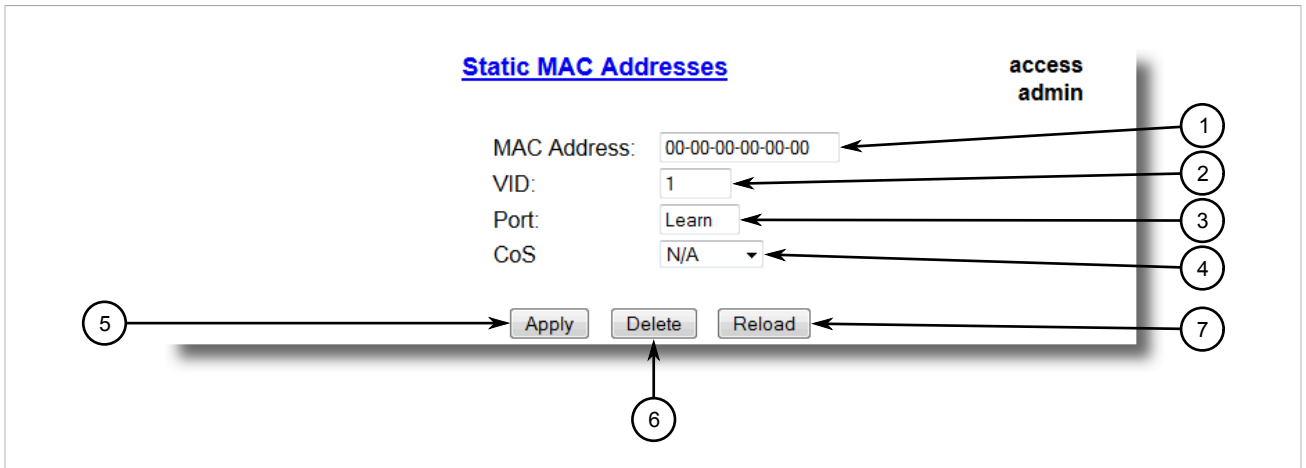 Static MAC Addresses
access
admin
MAC Address: 00-00-00-00-00-00
1
VID: 1
2
Port: Learn
3
CoS N/A
4
5
Apply Delete Reload
7
6